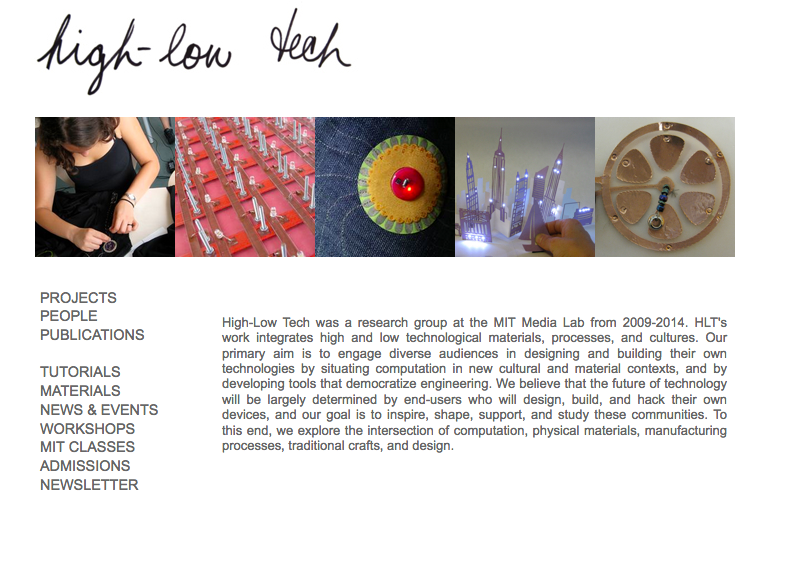 high-low tech
PROJECTS
PEOPLE
PUBLICATIONS
TUTORIALS
MATERIALS
NEWS & EVENTS
WORKSHOPS
MIT CLASSES
ADMISSIONS
NEWSLETTER
High-Low Tech was a research group at the MIT Media Lab from 2009-2014. HLT's
work integrates high and low technological materials, processes, and cultures. Our
primary aim is to engage diverse audiences in designing and building their own
technologies by situating computation in new cultural and material contexts, and by
developing tools that democratize engineering. We believe that the future of technology
will be largely determined by end-users who will design, build, and hack their own
devices, and our goal is to inspire, shape, support, and study these communities. To
this end, we explore the intersection of computation, physical materials, manufacturing
processes, traditional crafts, and design.